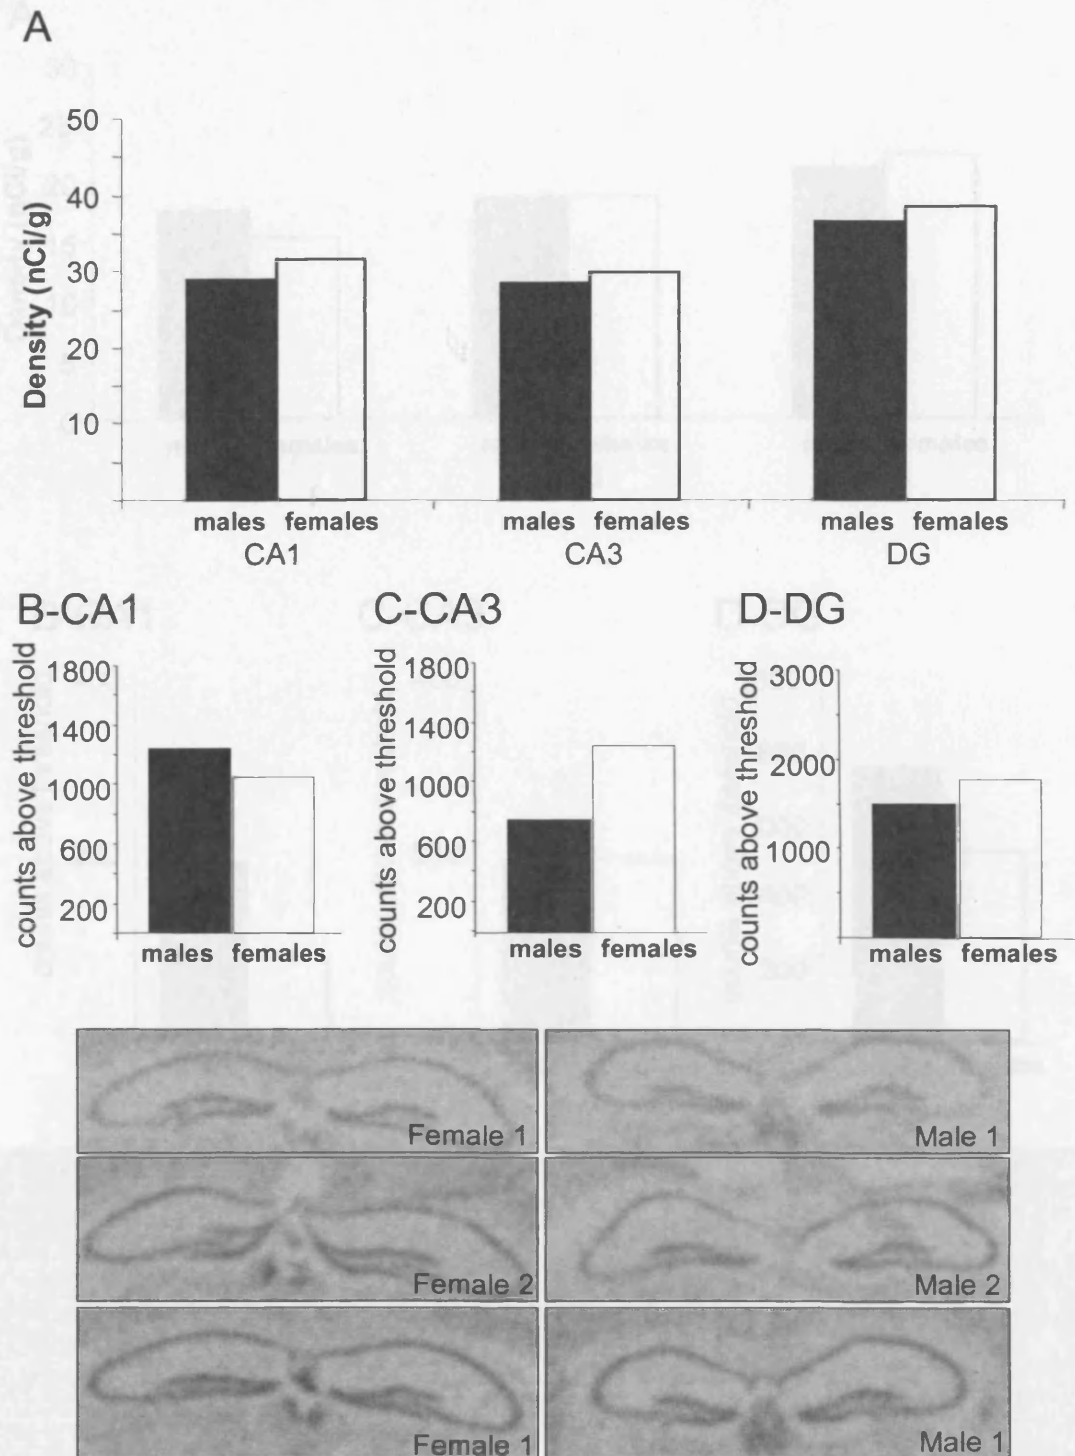 A
50
40
30
20
10
Density (nCi/g)
males females males females males females
CA1 CA3 DG
B-CA1 C-CA3 D-DG
counts above threshold
1800
1400
1000
600
200
males females
counts above threshold
1800
1400
1000
600
200
males females
counts above threshold
3000
2000
1000
males females
Female 1 Male 1
Female 2 Male 2
Female 1 Male 1